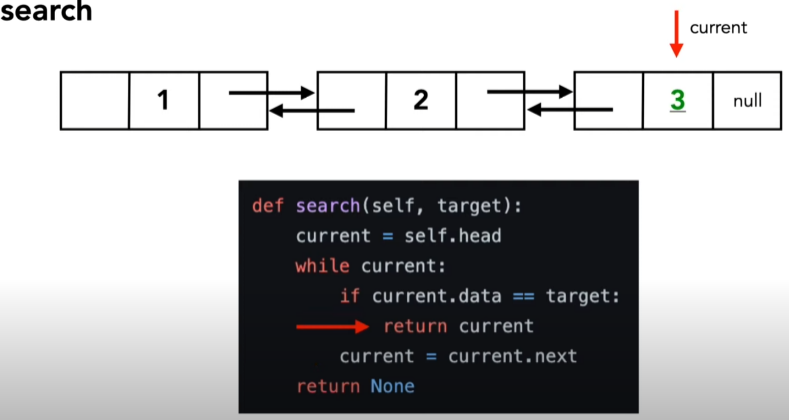 search
current
1 2 3 null
def search(self, target):
    current = self.head
    while current:
        if current.data == target:
            return current
        current = current.next
    return None